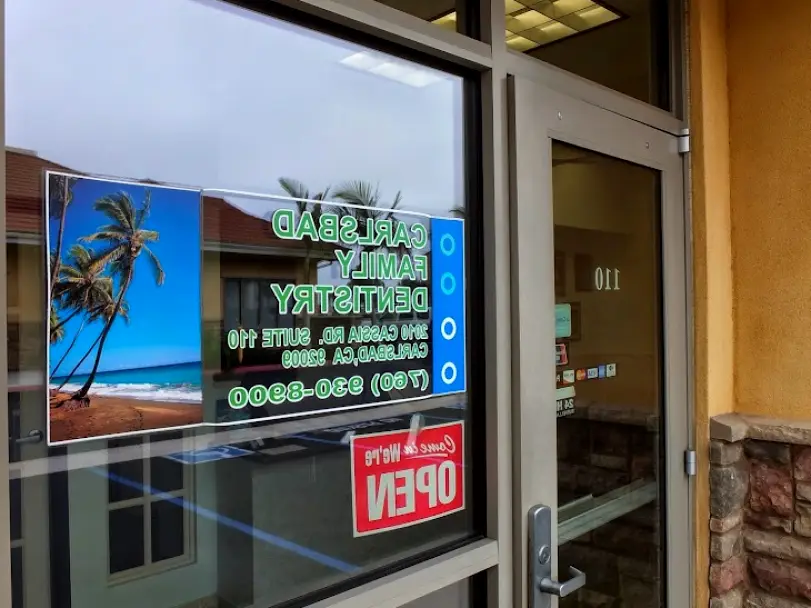 CARLSBAD
FAMILY
DENTISTRY
2010 CASSIA RD. SUITE 110
CARLSBAD,CA 92009
(760) 930-8900
Come in
We're
OPEN
110
24